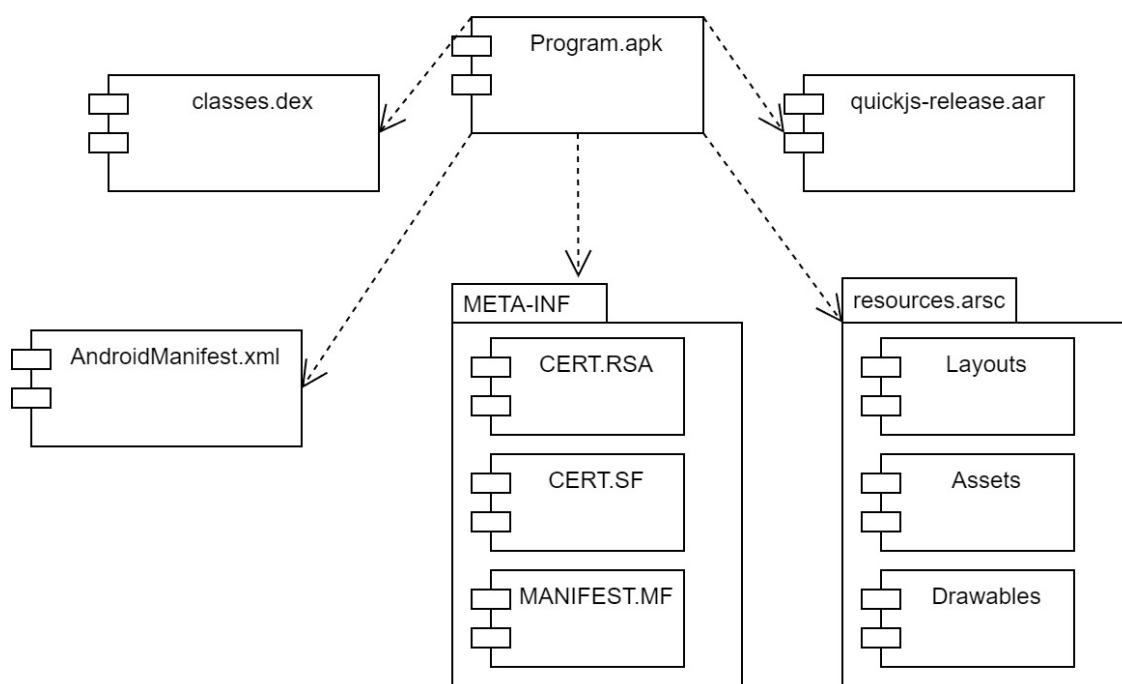 Program.apk
classes.dex
quickjs-release.aar
AndroidManifest.xml
META-INF
CERT.RSA
CERT.SF
MANIFEST.MF
resources.arsc
Layouts
Assets
Drawables